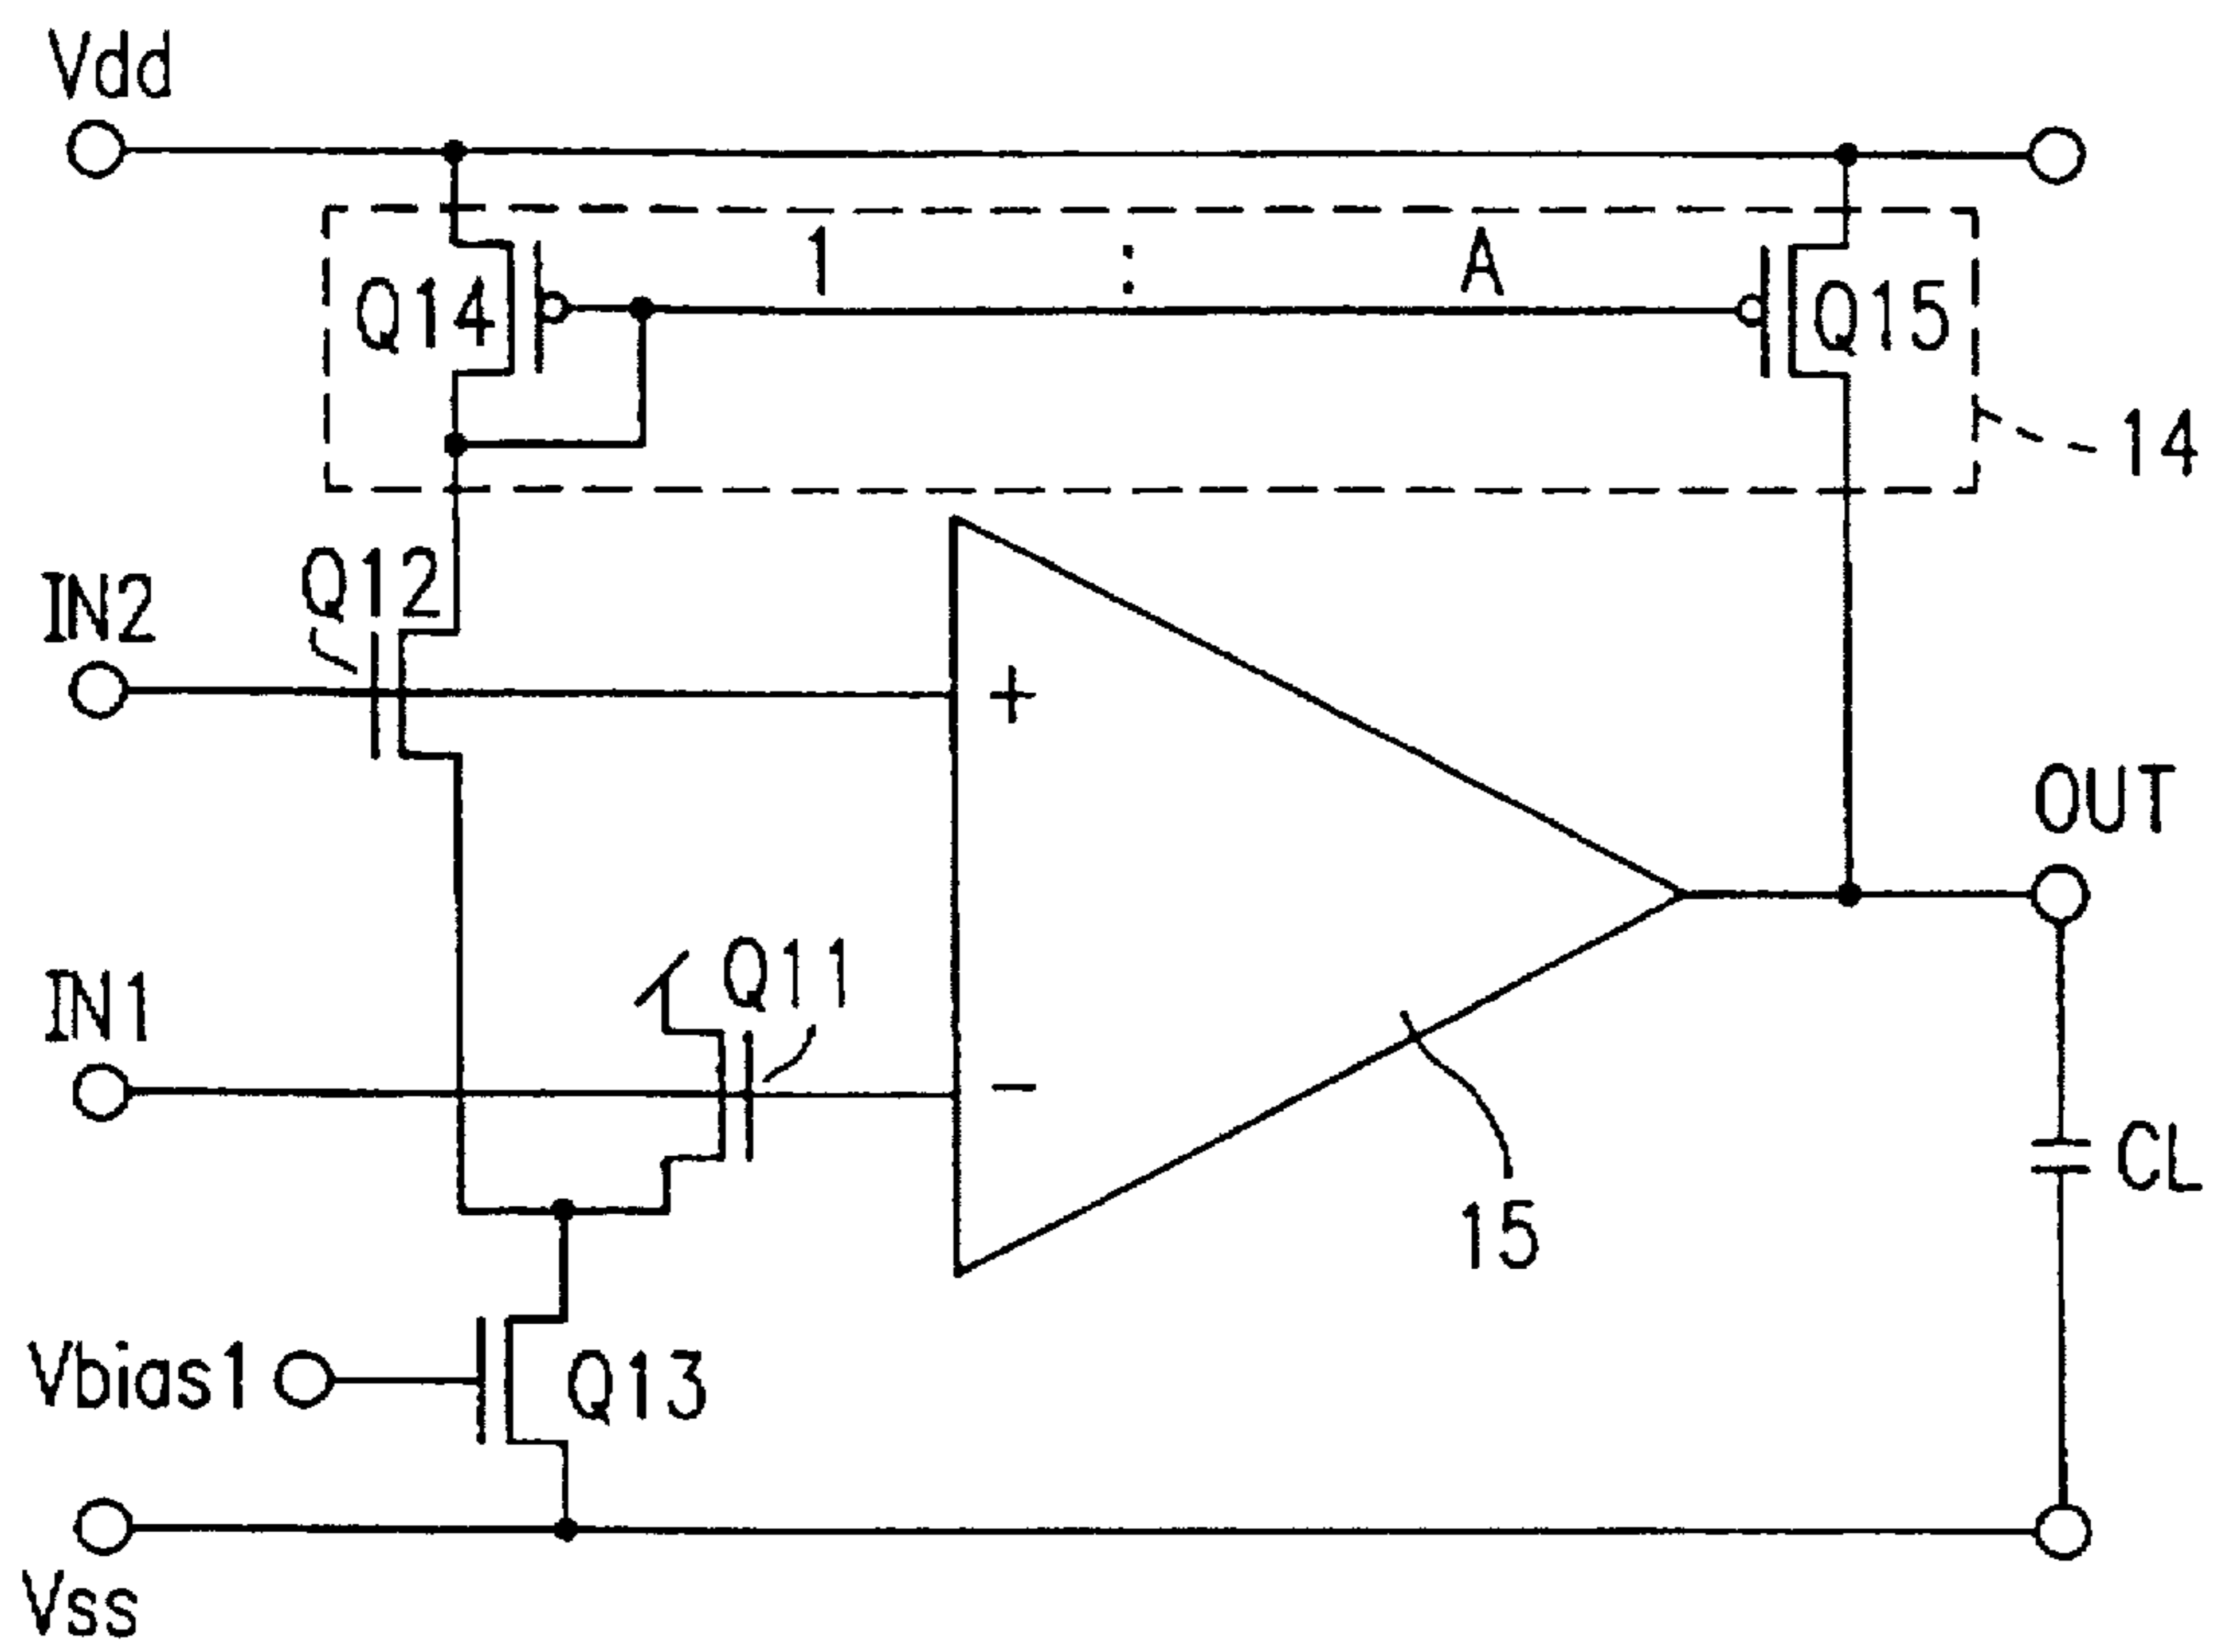 Vdd
1 : A
Q14
Q15
14
Q12
IN2
+
OUT
Q11
IN1
−
CL
15
Vbias1
Q13
Vss